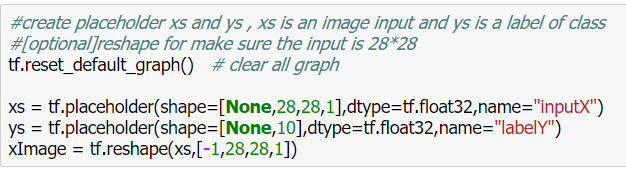 #create placeholder xs and ys , xs is an image input and ys is a label of class
#[optional]reshape for make sure the input is 28*28
tf.reset_default_graph()   # clear all graph
xs = tf.placeholder(shape=[None,28,28,1],dtype=tf.float32,name="inputX")
ys = tf.placeholder(shape=[None,10],dtype=tf.float32,name="labelY")
xImage = tf.reshape(xs,[-1,28,28,1])